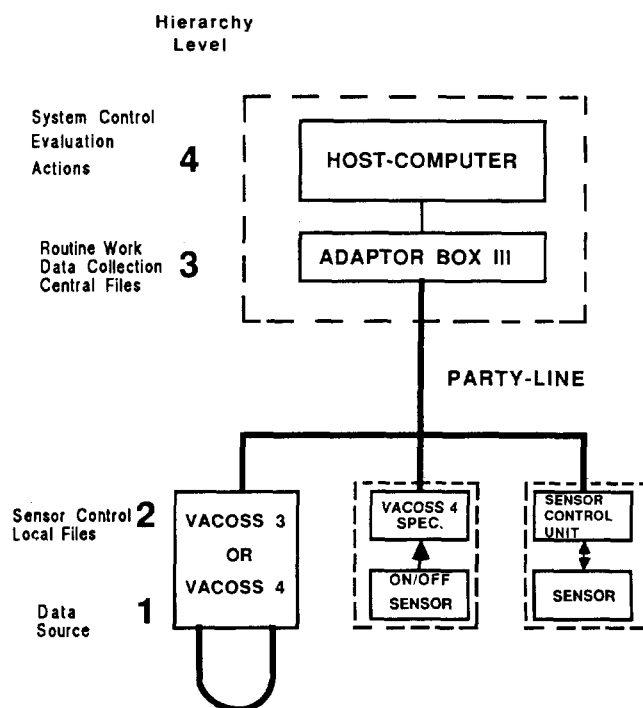 Hierarchy
Level
System Control
Evaluation
Actions
4
HOST-COMPUTER
Routine Work
Data Collection
Central Files
3
ADAPTOR BOX III
PARTY-LINE
Sensor Control
Local Files
2
VACOSS 3
OR
VACOSS 4
VACOSS 4
SPEC.
SENSOR
CONTROL
UNIT
Data
Source
1
ON/OFF
SENSOR
SENSOR